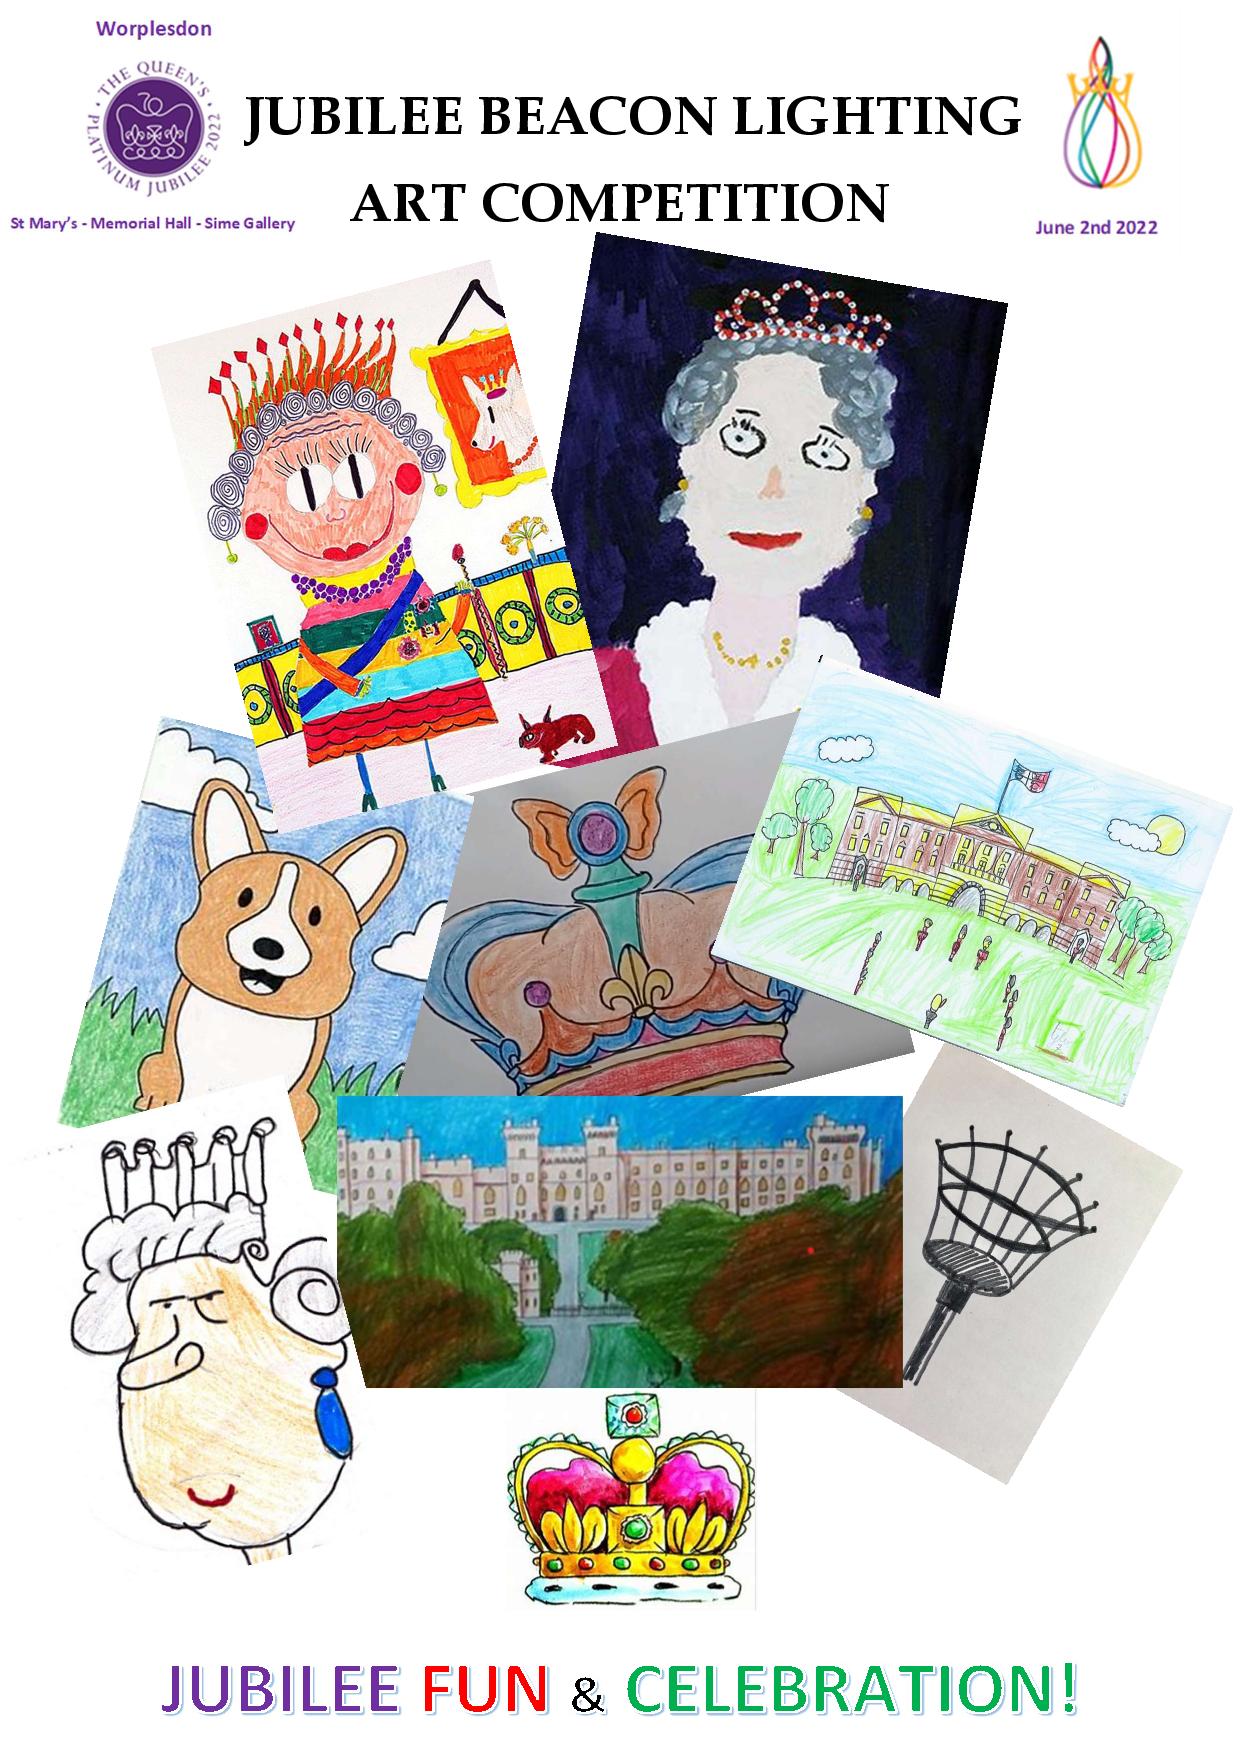 Worplesdon
THE QUEEN'S
PLATINUM JUBILEE 2022
70
JUBILEE BEACON LIGHTING
ART COMPETITION
St Mary's - Memorial Hall - Sime Gallery
June 2nd 2022
JUBILEE FUN & CELEBRATION!